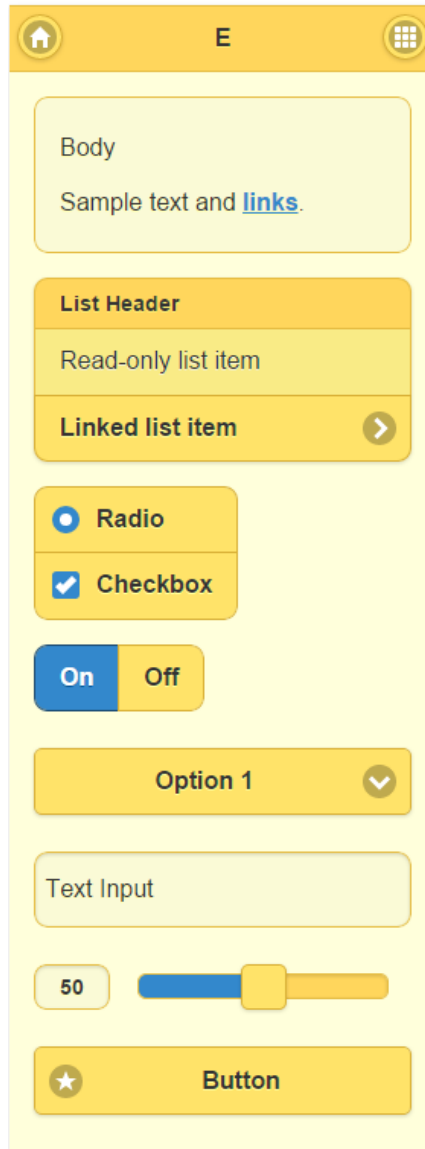 E
Body
Sample text and links.
List Header
Read-only list item
Linked list item
Radio
Checkbox
On Off
Option 1
Text Input
50
Button